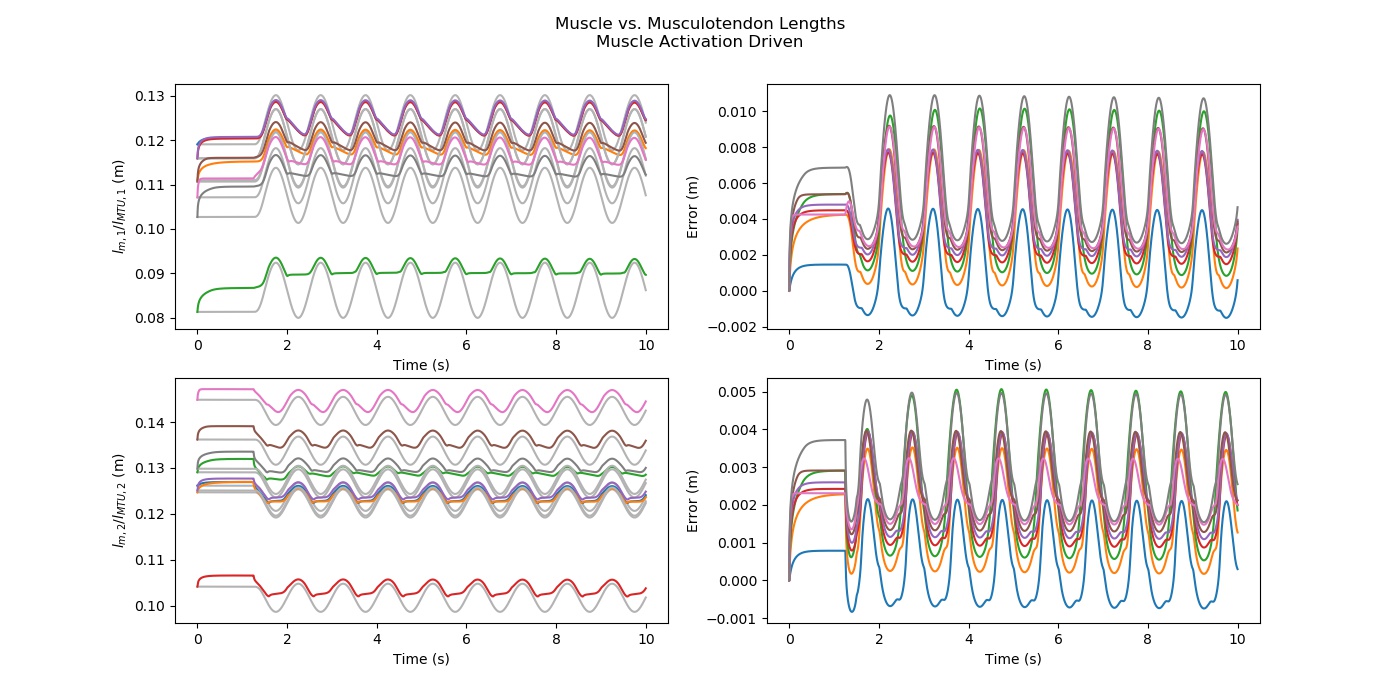 Muscle vs. Musculotendon Lengths
Muscle Activation Driven
l_{m,1}/l_{MTU,1} (m)
0.13
0.12
0.11
0.10
0.09
0.08
0 2 4 6 8 10
Time (s)
Error (m)
0.010
0.008
0.006
0.004
0.002
0.000
−0.002
0 2 4 6 8 10
Time (s)
l_{m,2}/l_{MTU,2} (m)
0.14
0.13
0.12
0.11
0.10
0 2 4 6 8 10
Time (s)
Error (m)
0.005
0.004
0.003
0.002
0.001
0.000
−0.001
0 2 4 6 8 10
Time (s)